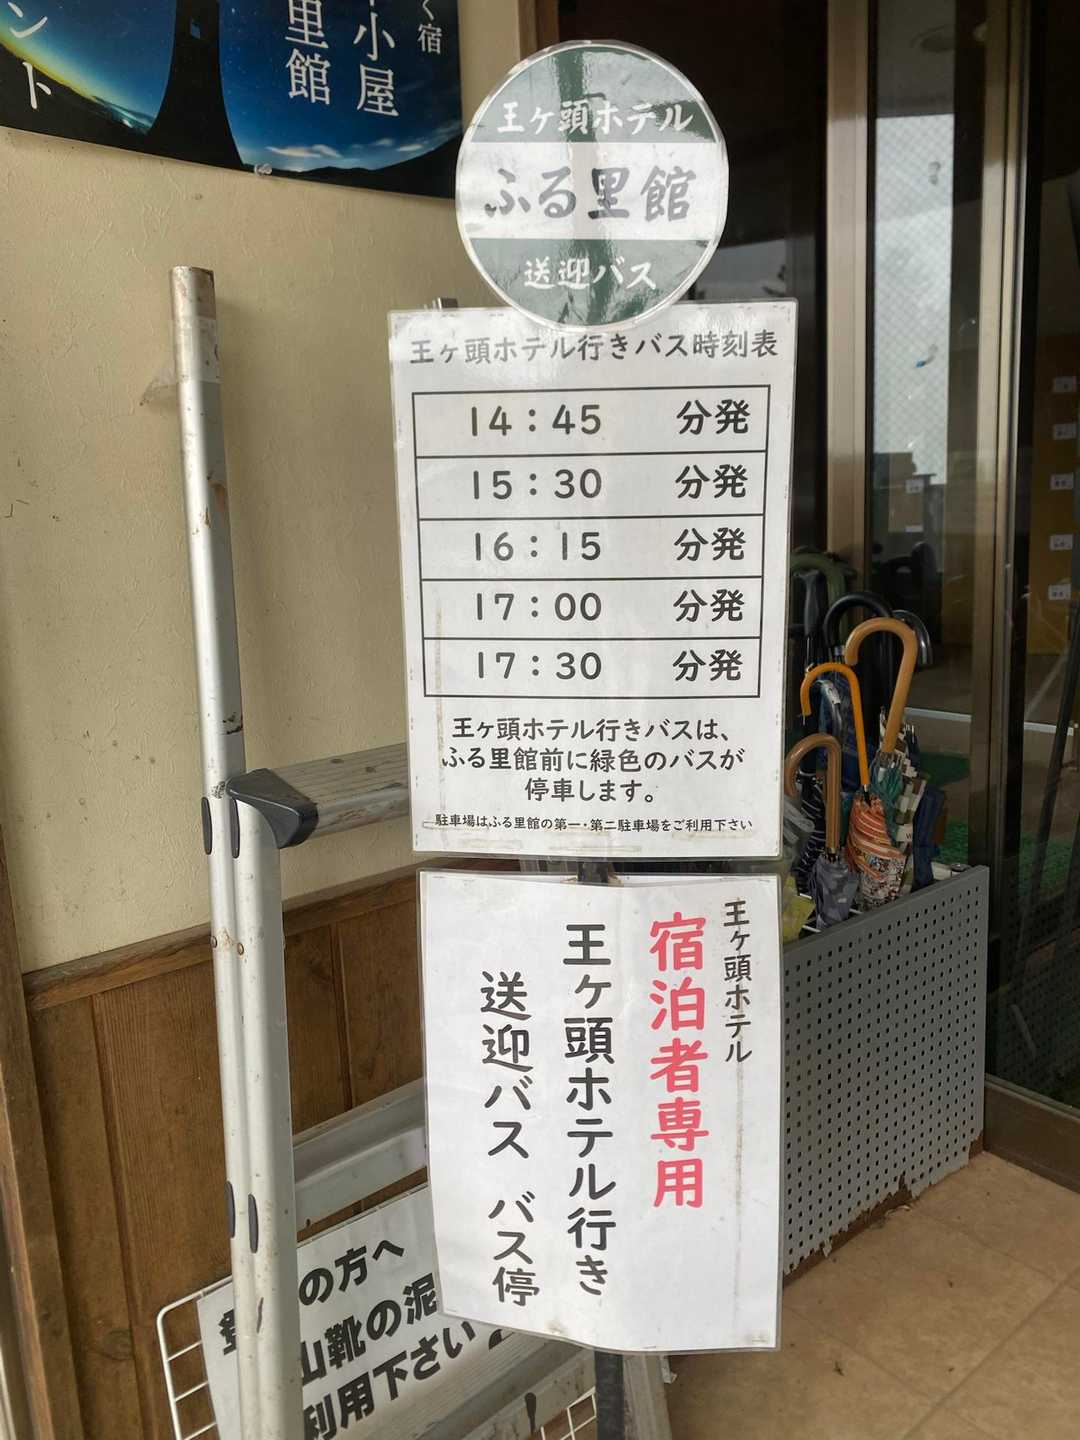 く宿
小屋
里館
ント
王ヶ頭ホテル
ふる里館
送迎バス
王ヶ頭ホテル行きバス時刻表
14：45 分発
15：30 分発
16：15 分発
17：00 分発
17：30 分発
王ヶ頭ホテル行きバスは、
ふる里館前に緑色のバスが
停車します。
駐車場はふる里館の第一・第二駐車場をご利用下さい
王ヶ頭ホテル
宿泊者専用
王ヶ頭ホテル行き
送迎バス バス停
の方へ
山靴の泥
利用下さい